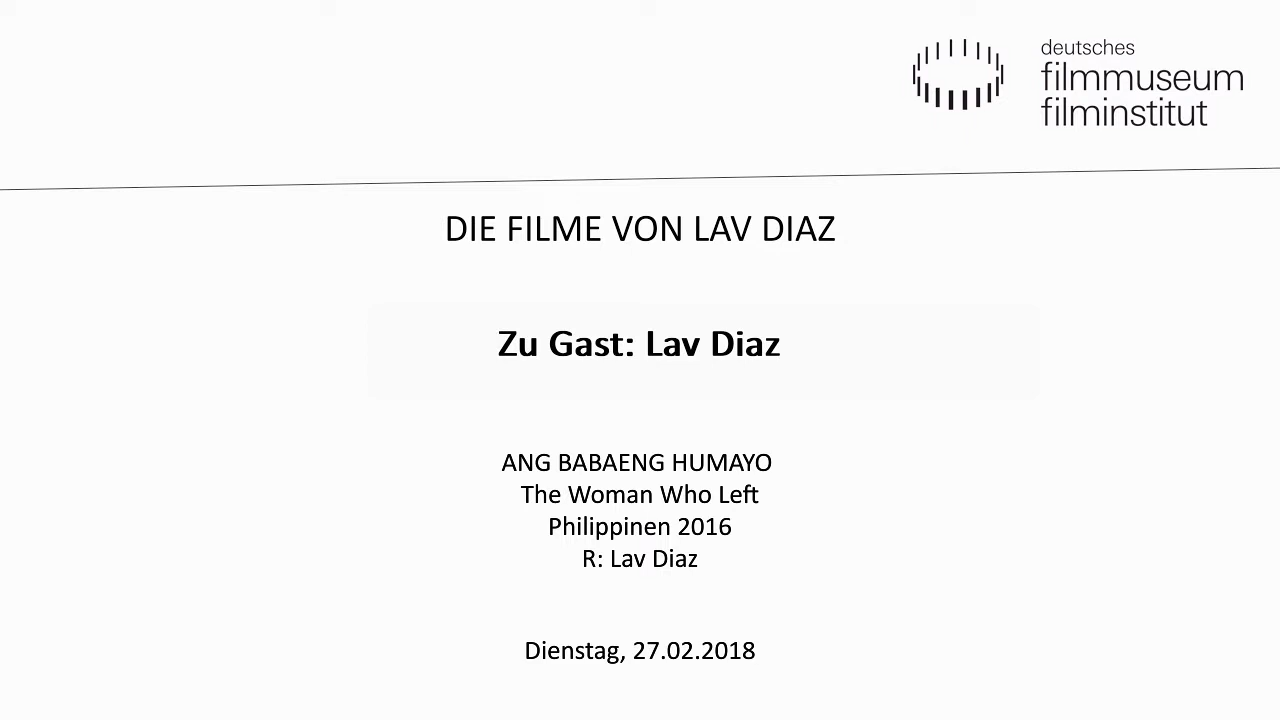 deutsches
filmmuseum
filminstitut
DIE FILME VON LAV DIAZ
Zu Gast: Lav Diaz
ANG BABAENG HUMAYO
The Woman Who Left
Philippinen 2016
R: Lav Diaz
Dienstag, 27.02.2018